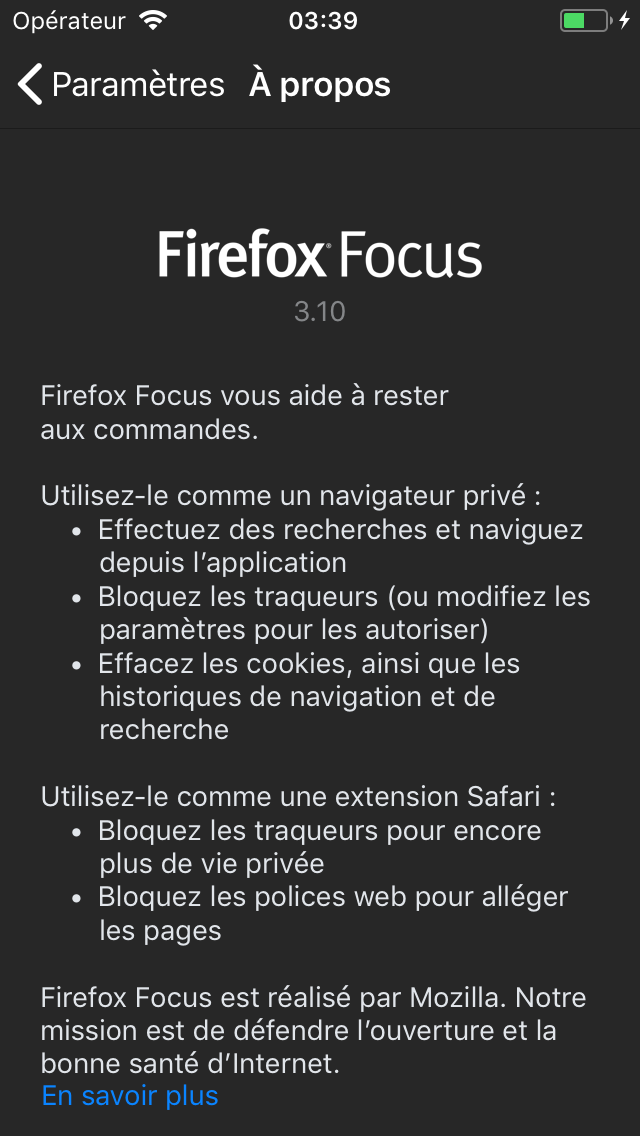 Opérateur 03:39
Paramètres À propos
Firefox® Focus
3.10
Firefox Focus vous aide à rester
aux commandes.
Utilisez-le comme un navigateur privé :
• Effectuez des recherches et naviguez
depuis l’application
• Bloquez les traqueurs (ou modifiez les
paramètres pour les autoriser)
• Effacez les cookies, ainsi que les
historiques de navigation et de
recherche
Utilisez-le comme une extension Safari :
• Bloquez les traqueurs pour encore
plus de vie privée
• Bloquez les polices web pour alléger
les pages
Firefox Focus est réalisé par Mozilla. Notre
mission est de défendre l’ouverture et la
bonne santé d’Internet.
En savoir plus